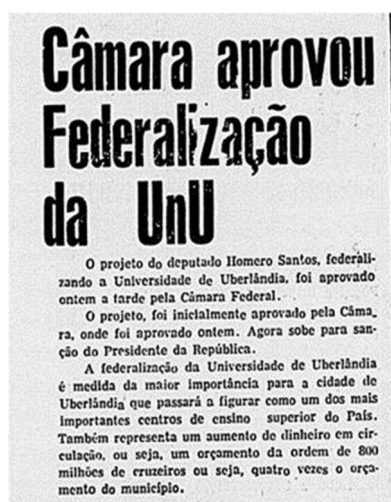 Câmara aprovou
Federalização
da UnU
O projeto do deputado Homero Santos, federali-
zando a Universidade de Uberlândia, foi aprovado
ontem a tarde pela Câmara Federal.
O projeto, foi inicialmente aprovado pela Câma-
ra, onde foi aprovado ontem. Agora sobe para san-
ção do Presidente da República.
A federalização da Universidade de Uberlândia
é medida da maior importância para a cidade de
Uberlândia que passará a figurar como um dos mais
importantes centros de ensino superior do País.
Também representa um aumento de dinheiro em cir-
culação, ou seja, um orçamento da ordem de 800
milhões de cruzeiros ou seja, quatro vezes o orça-
mento do município.